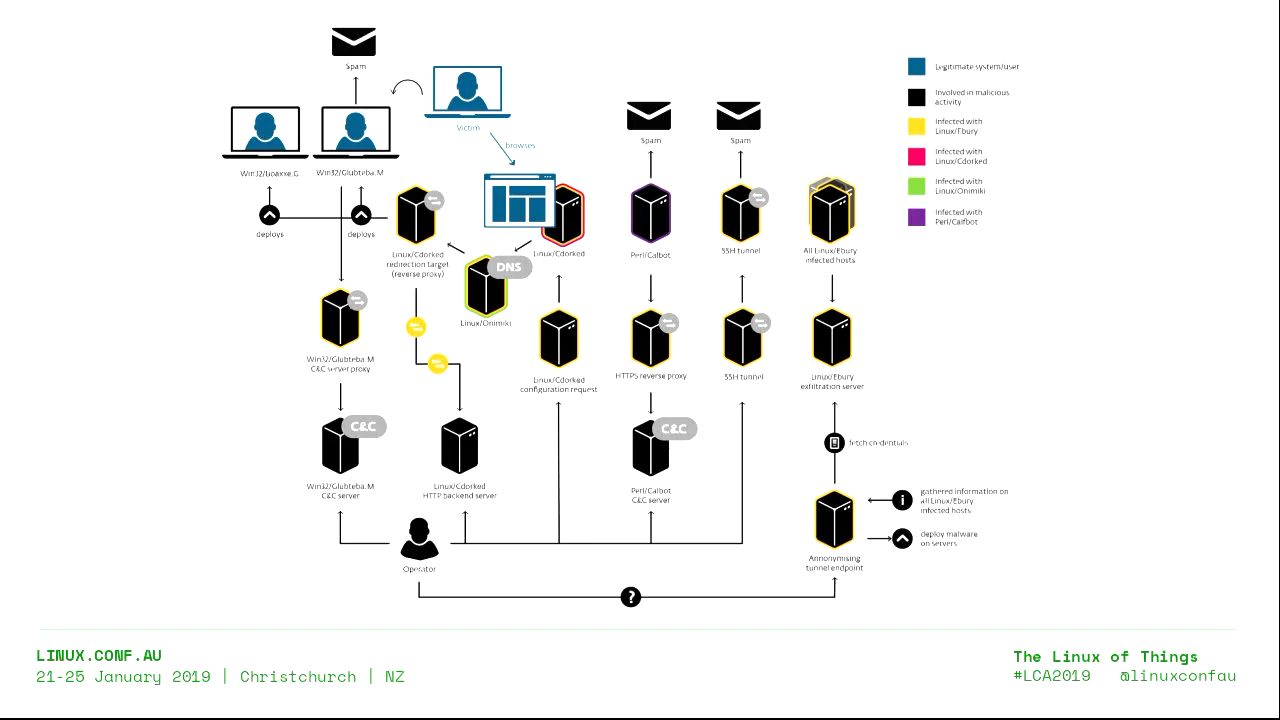 Spam
Victim
browses
Win32/Boaxxe.G
Win32/Glubteba.M
deploys
deploys
Linux/Cdorked
redirection target
(reverse proxy)
DNS
Linux/Onimiki
Linux/Cdorked
Spam
Perl/Calbot
Spam
SSH tunnel
All Linux/Ebury
infected hosts
Legitimate system/user
Involved in malicious
activity
Infected with
Linux/Ebury
Infected with
Linux/Cdorked
Infected with
Linux/Onimiki
Infected with
Perl/Calfbot
Win32/Glubteba.M
C&C server proxy
Linux/Cdorked
configuration request
HTTPS reverse proxy
SSH tunnel
Linux/Ebury
exfiltration server
C&C
Win32/Glubteba.M
C&C server
Linux/Cdorked
HTTP backend server
C&C
Perl/Calbot
C&C server
fetch credentials
i
gathered information on
all Linux/Ebury
infected hosts
deploy malware
on servers
Annonymising
tunnel endpoint
Operator
?
LINUX.CONF.AU
21-25 January 2019 | Christchurch | NZ
The Linux of Things
#LCA2019 @linuxconfau